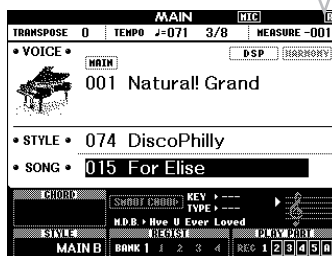 MAIN MIC
TRANSPOSE 0 TEMPO ♩=071 3/8 MEASURE -001
• VOICE • DSP HARMONY
MAIN
001 Natural! Grand
• STYLE • 074 DiscoPhilly
• SONG • 015 For Elise
CHORD
SMART CHORD KEY ▸ ---
TYPE ▸ ---
M.D.B. ▸ Hve U Ever Loved
STYLE REGIST PLAY PART
MAIN B BANK 1 1 2 3 4 REG 1 2 3 4 5 A